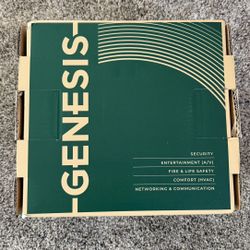 GENESIS
SECURITY
ENTERTAINMENT (A/V)
FIRE & LIFE SAFETY
COMFORT (HVAC)
NETWORKING & COMMUNICATION